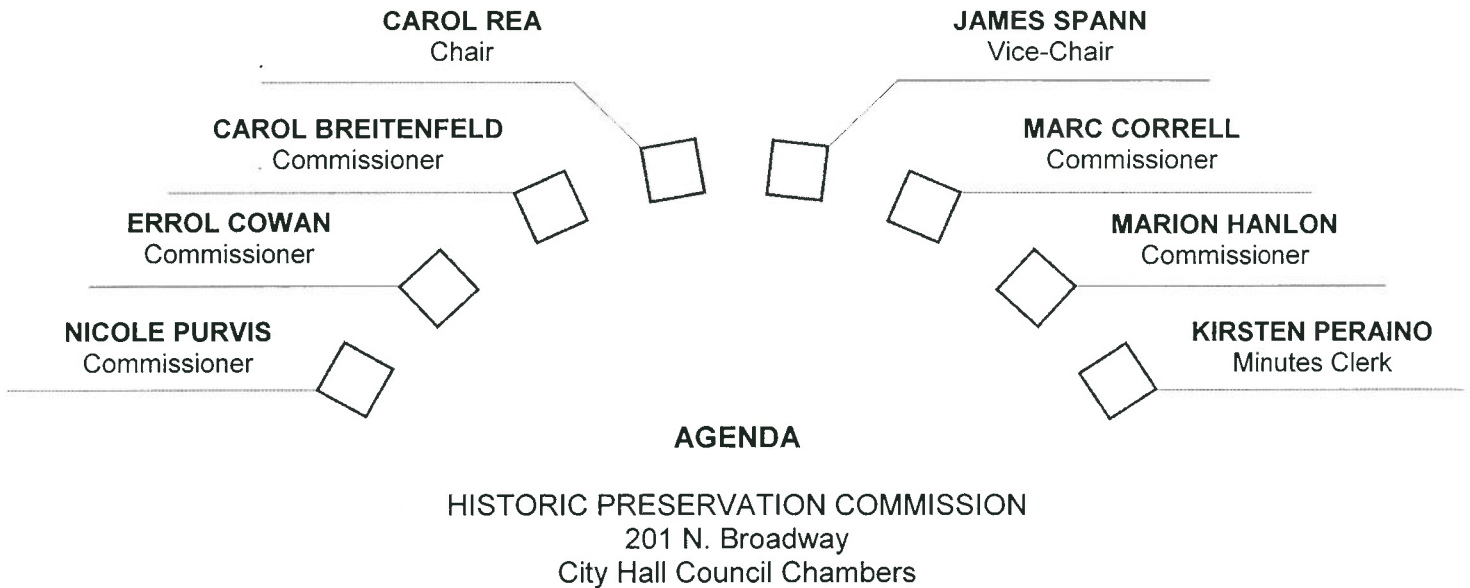 CAROL REA
Chair
JAMES SPANN
Vice-Chair
CAROL BREITENFELD
Commissioner
MARC CORRELL
Commissioner
ERROL COWAN
Commissioner
MARION HANLON
Commissioner
NICOLE PURVIS
Commissioner
KIRSTEN PERAINO
Minutes Clerk
AGENDA
HISTORIC PRESERVATION COMMISSION
201 N. Broadway
City Hall Council Chambers